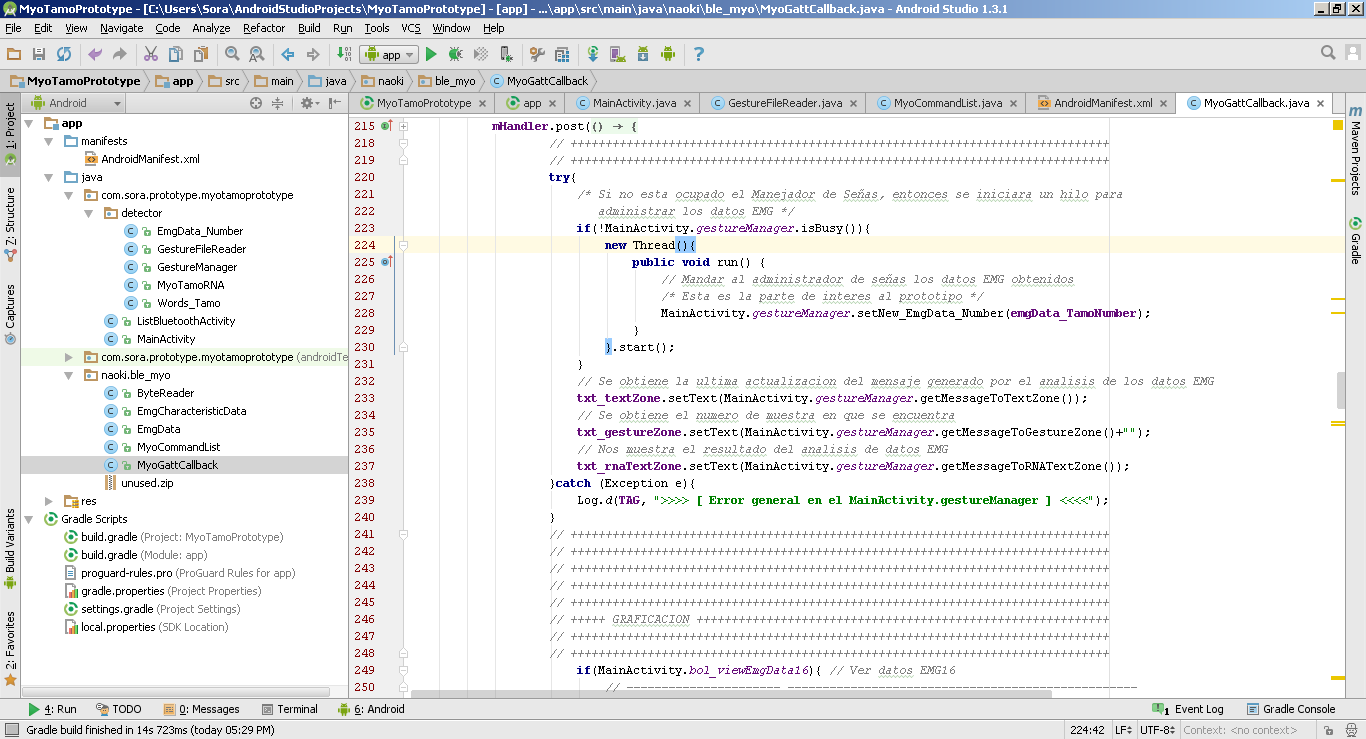 MyoTamoPrototype - [C:\Users\Sora\AndroidStudioProjects\MyoTamoPrototype] - [app] - ...\app\src\main\java\naoki\ble_myo\MyoGattCallback.java - Android Studio 1.3.1
File Edit View Navigate Code Analyze Refactor Build Run Tools VCS Window Help
app
MyoTamoPrototype app src main java naoki ble_myo MyoGattCallback
Android
MyoTamoPrototype app MainActivity.java GestureFileReader.java MyoCommandList.java AndroidManifest.xml MyoGattCallback.java
1: Project
7: Structure
Captures
Build Variants
2: Favorites
app
manifests
AndroidManifest.xml
java
com.sora.prototype.myotamoprototype
detector
EmgData_Number
GestureFileReader
GestureManager
MyoTamoRNA
Words_Tamo
ListBluetoothActivity
MainActivity
com.sora.prototype.myotamoprototype (androidTe
naoki.ble_myo
ByteReader
EmgCharacteristicData
EmgData
MyoCommandList
MyoGattCallback
unused.zip
res
Gradle Scripts
build.gradle (Project: MyoTamoPrototype)
build.gradle (Module: app)
proguard-rules.pro (ProGuard Rules for app)
gradle.properties (Project Properties)
settings.gradle (Project Settings)
local.properties (SDK Location)
215 mHandler.post(() → {
218 // +++++++++++++++++++++++++++++++++++++++++++++++++++++++++++++++++++++++++++
219 // +++++++++++++++++++++++++++++++++++++++++++++++++++++++++++++++++++++++++++
220 try{
221 /* Si no esta ocupado el Manejador de Señas, entonces se iniciara un hilo para
222 administrar los datos EMG */
223 if(!MainActivity.gestureManager.isBusy()){
224 new Thread(){
225 public void run() {
226 // Mandar al administrador de señas los datos EMG obtenidos
227 /* Esta es la parte de interes al prototipo */
228 MainActivity.gestureManager.setNew_EmgData_Number(emgData_TamoNumber);
229 }
230 }.start();
231 }
232 // Se obtiene la ultima actualizacion del mensaje generado por el analisis de los datos EMG
233 txt_textZone.setText(MainActivity.gestureManager.getMessageToTextZone());
234 // Se obtiene el numero de muestra en que se encuentra
235 txt_gestureZone.setText(MainActivity.gestureManager.getMessageToGestureZone()+"");
236 // Nos muestra el resultado del analisis de datos EMG
237 txt_rnaTextZone.setText(MainActivity.gestureManager.getMessageToRNATextZone());
238 }catch (Exception e){
239 Log.d(TAG, ">>>> [ Error general en el MainActivity.gestureManager ] <<<<");
240 }
241 // +++++++++++++++++++++++++++++++++++++++++++++++++++++++++++++++++++++++++++
242 // +++++++++++++++++++++++++++++++++++++++++++++++++++++++++++++++++++++++++++
243 // +++++++++++++++++++++++++++++++++++++++++++++++++++++++++++++++++++++++++++
244 // +++++++++++++++++++++++++++++++++++++++++++++++++++++++++++++++++++++++++++
245 // +++++++++++++++++++++++++++++++++++++++++++++++++++++++++++++++++++++++++++
246 // +++++ GRAFICACION ++++++++++++++++++++++++++++++++++++++++++++++++++++++++++
247 // +++++++++++++++++++++++++++++++++++++++++++++++++++++++++++++++++++++++++++
248 // +++++++++++++++++++++++++++++++++++++++++++++++++++++++++++++++++++++++++++
249 if(MainActivity.bol_viewEmgData16){ // Ver datos EMG16
250 // ---------------------- -------------------------------------------------
Maven Projects
Gradle
4: Run TODO 0: Messages Terminal 6: Android 1 Event Log Gradle Console
Gradle build finished in 14s 723ms (today 05:29 PM) 224:42 LF UTF-8 Context: <no context>